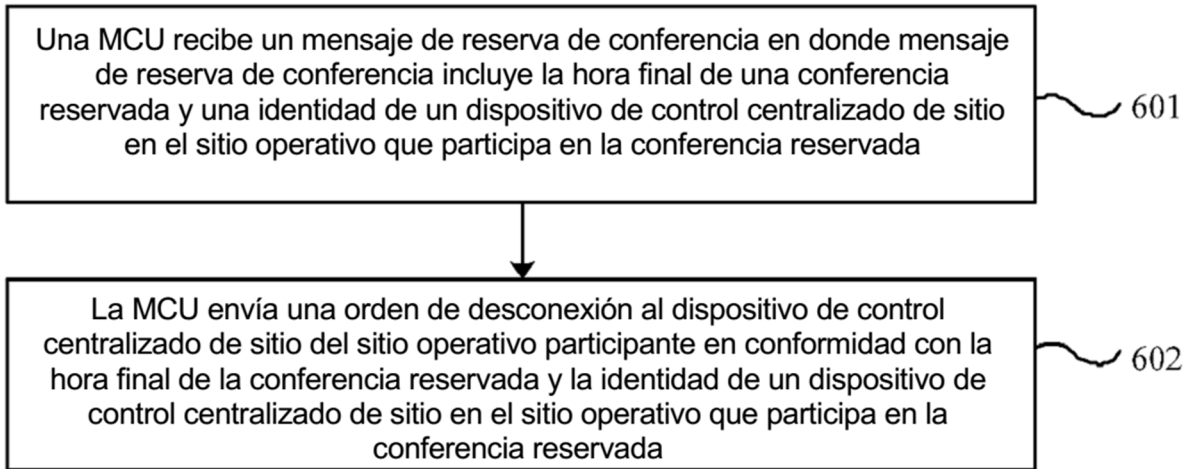 Una MCU recibe un mensaje de reserva de conferencia en donde mensaje
de reserva de conferencia incluye la hora final de una conferencia
reservada y una identidad de un dispositivo de control centralizado de sitio
en el sitio operativo que participa en la conferencia reservada
601
La MCU envía una orden de desconexión al dispositivo de control
centralizado de sitio del sitio operativo participante en conformidad con la
hora final de la conferencia reservada y la identidad de un dispositivo de
control centralizado de sitio en el sitio operativo que participa en la
conferencia reservada
602